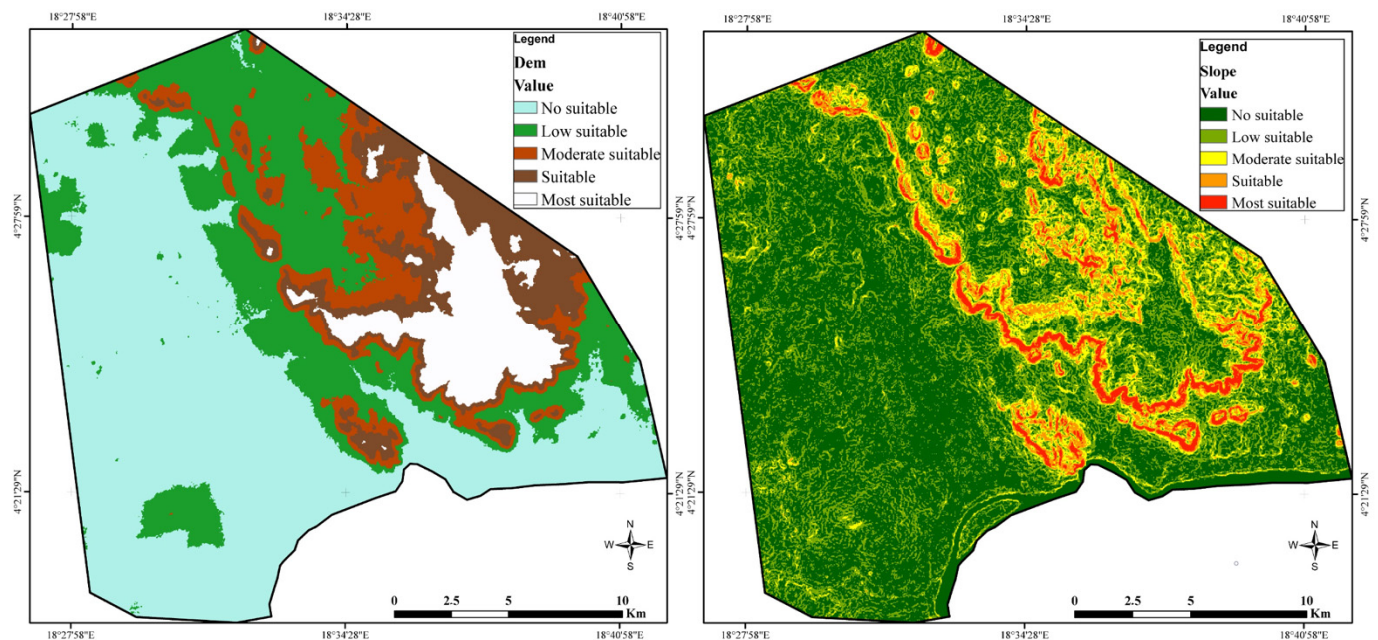 18°27'58"E 18°34'28"E 18°40'58"E
Legend
Dem
Value
No suitable
Low suitable
Moderate suitable
Suitable
Most suitable
4°27'59"N
4°27'59"N
4°21'29"N
4°21'29"N
N
W E
S
0 2.5 5 10
Km
18°27'58"E 18°34'28"E 18°40'58"E
18°27'58"E 18°34'28"E 18°40'58"E
Legend
Slope
Value
No suitable
Low suitable
Moderate suitable
Suitable
Most suitable
4°27'59"N
4°27'59"N
4°21'29"N
4°21'29"N
N
W E
S
0 2.5 5 10
Km
18°27'58"E 18°34'28"E 18°40'58"E